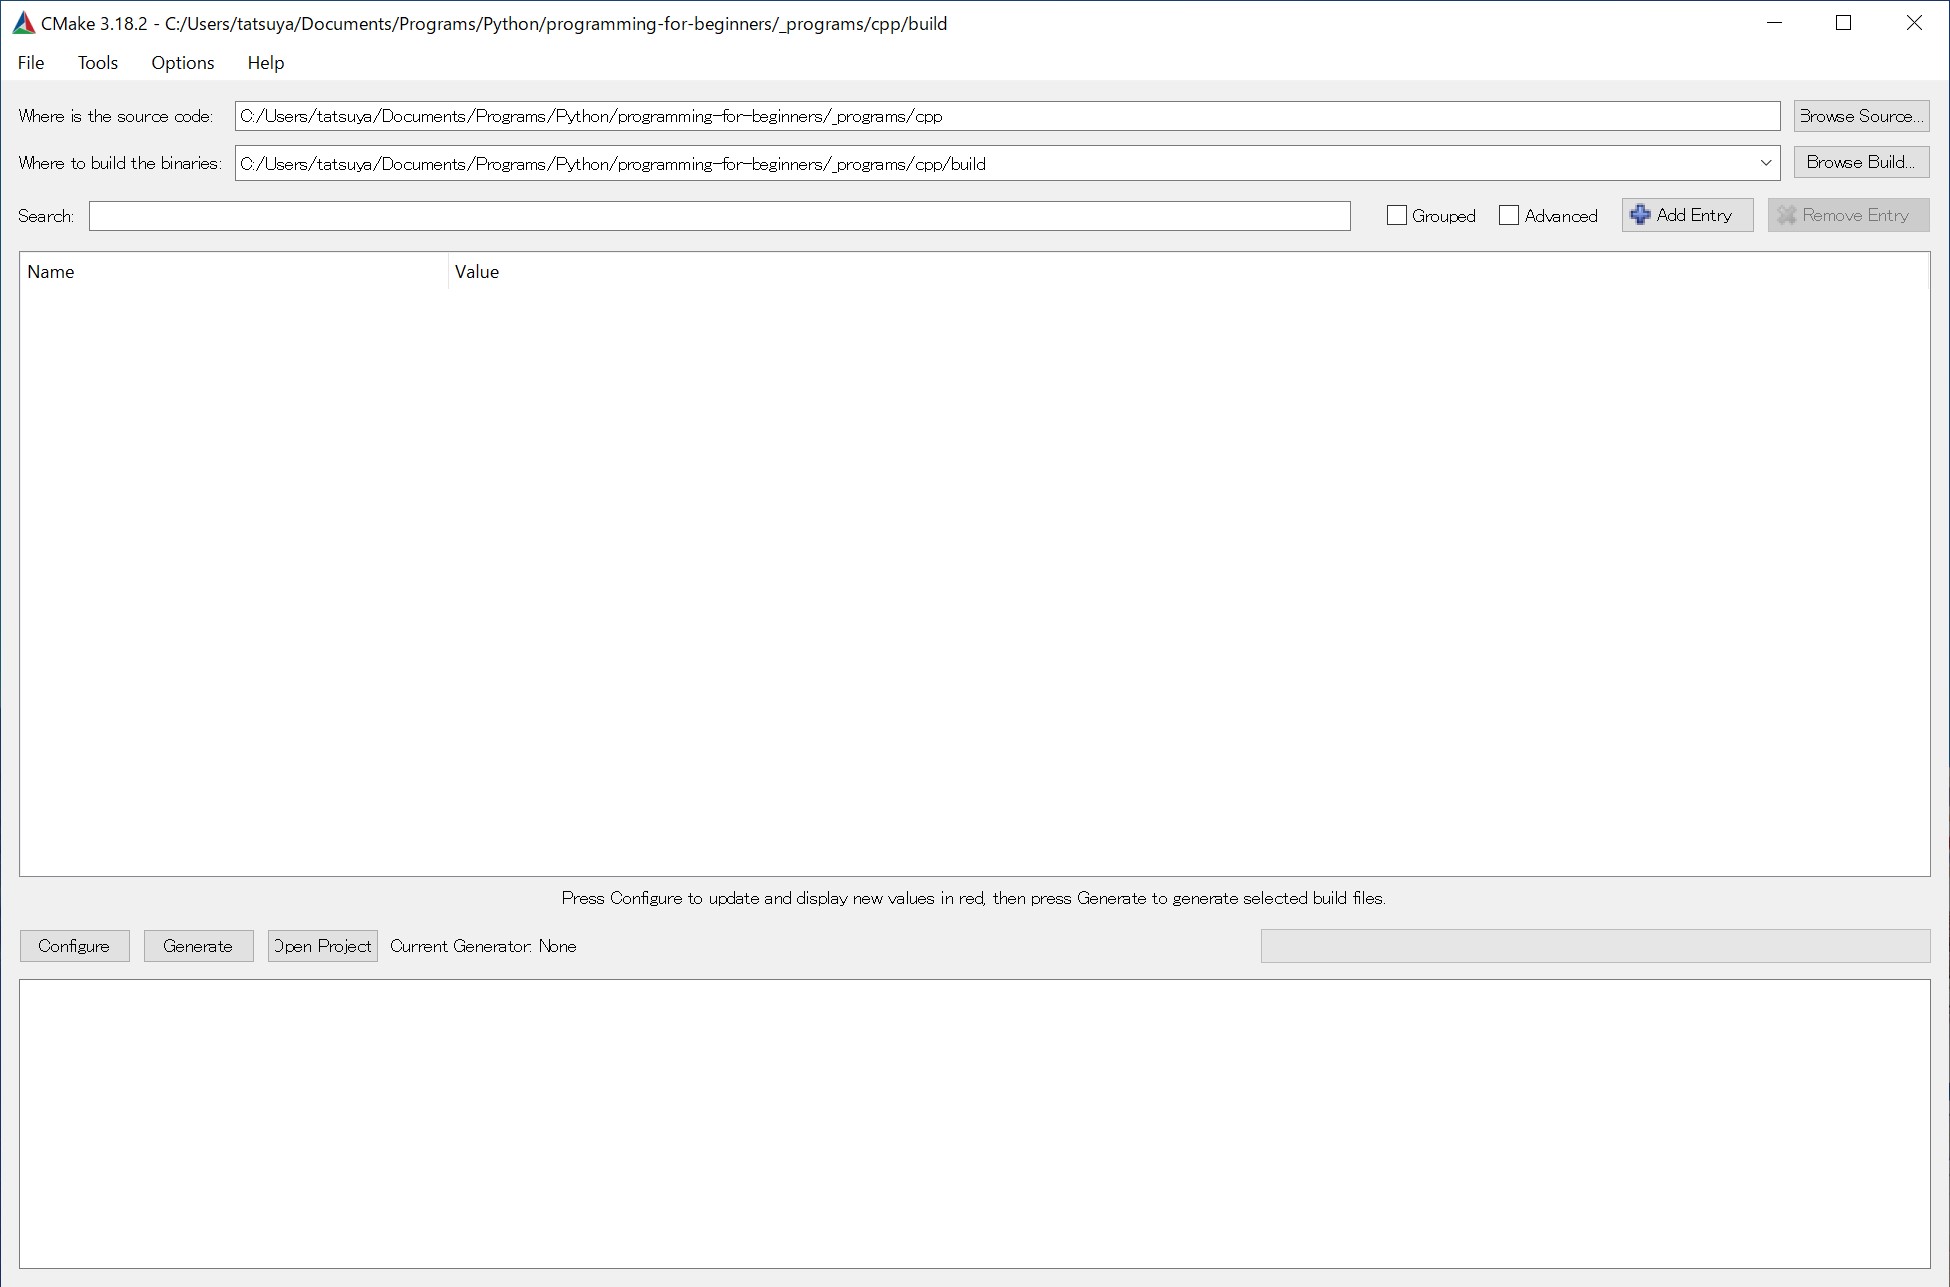 CMake 3.18.2 - C:/Users/tatsuya/Documents/Programs/Python/programming-for-beginners/_programs/cpp/build
File Tools Options Help
Where is the source code: C:/Users/tatsuya/Documents/Programs/Python/programming-for-beginners/_programs/cpp Browse Source...
Where to build the binaries: C:/Users/tatsuya/Documents/Programs/Python/programming-for-beginners/_programs/cpp/build Browse Build...
Search: Grouped Advanced Add Entry Remove Entry
Name Value
Press Configure to update and display new values in red, then press Generate to generate selected build files.
Configure Generate Open Project Current Generator: None